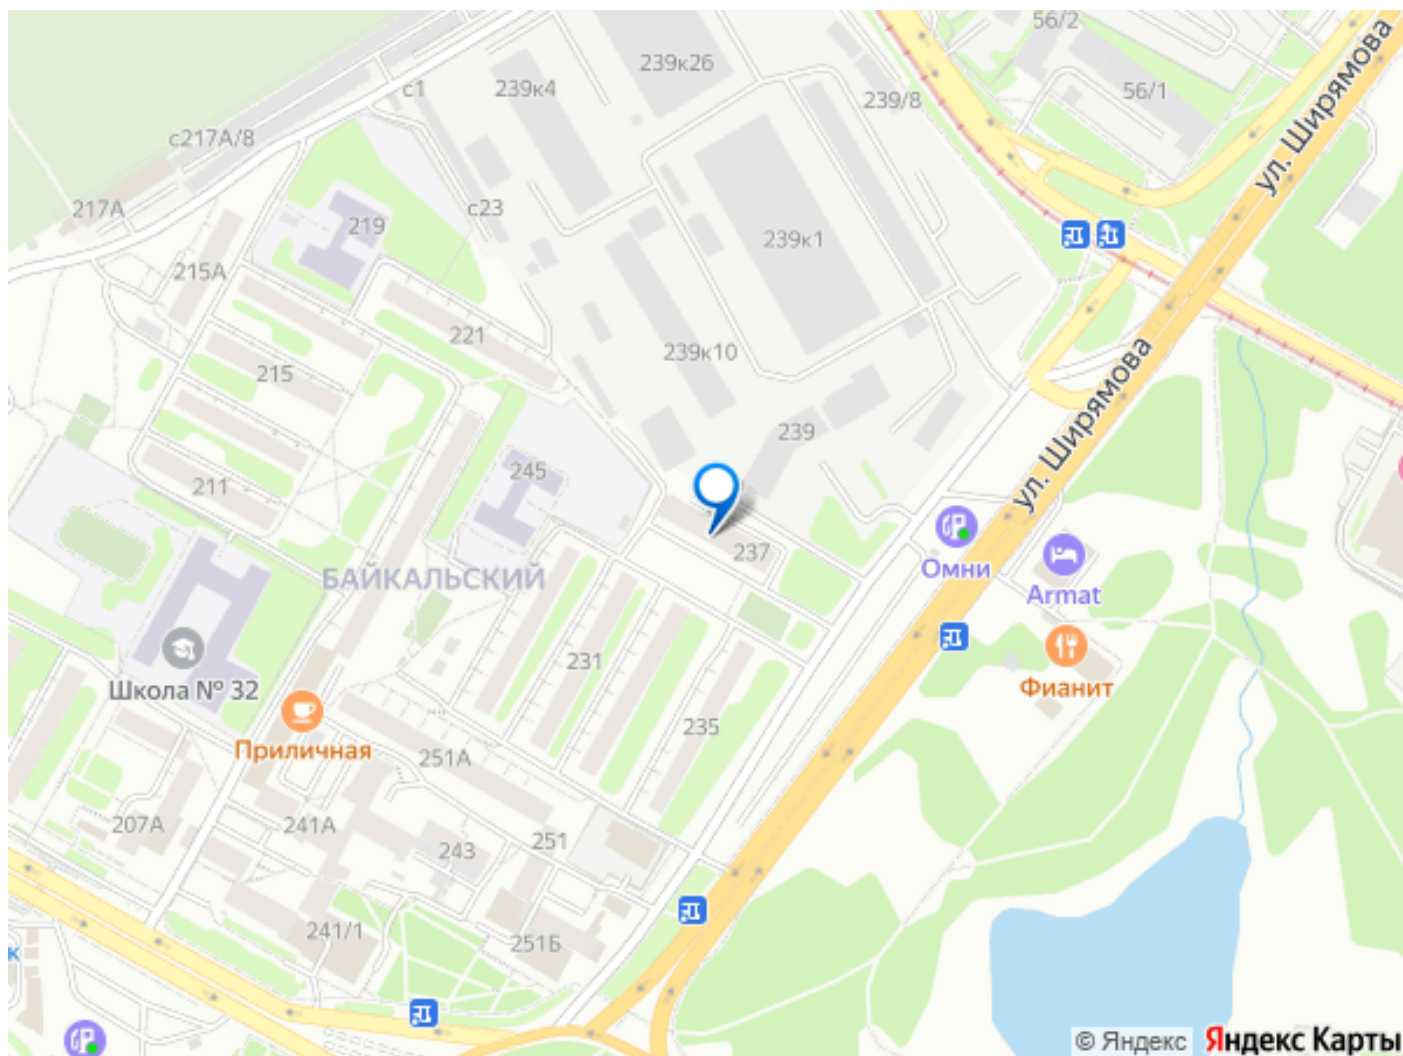 56/2
239к26
ул. Ширямова
с1
239к4
56/1
239/8
с217А/8
217А
с23
219
239к1
215А
221
239к10
215
ул. Ширямова
239
245
211
237
Омни
БАЙКАЛЬСКИЙ
Armat
231
Школа № 32
Фианит
235
Приличная
251А
207А
241А
251
243
241/1
251Б
к
© Яндекс Яндекс Карты